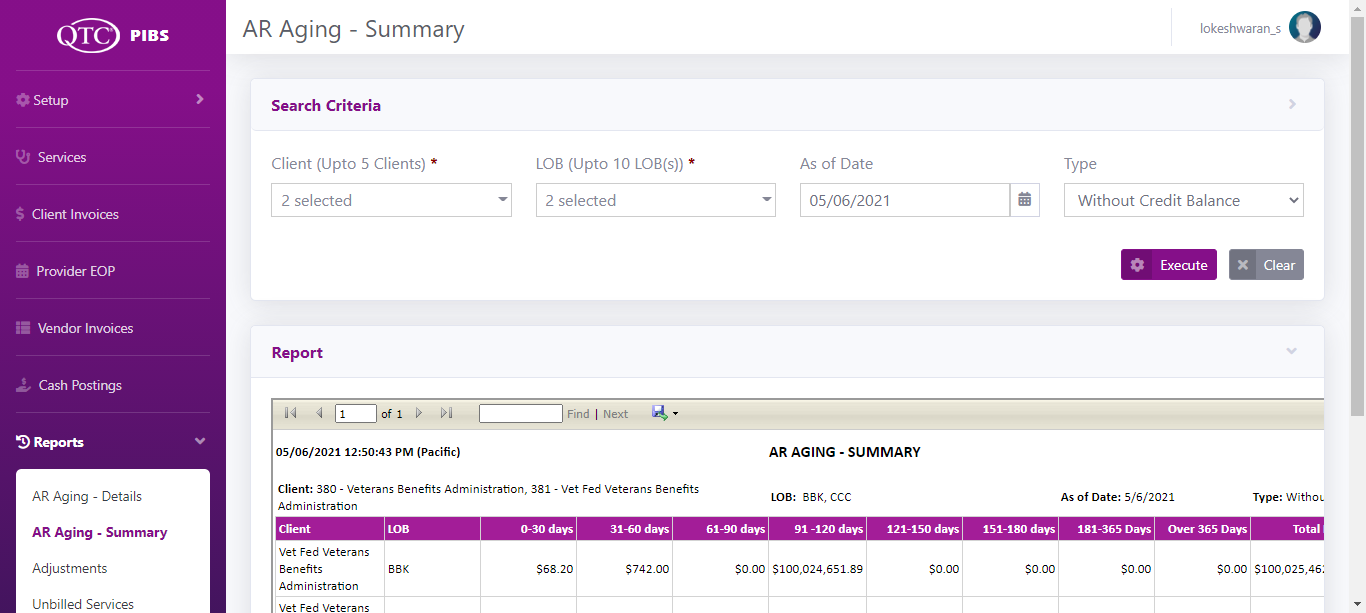 QTC PIBS
AR Aging - Summary
lokeshwaran_s
Setup
Services
Client Invoices
Provider EOP
Vendor Invoices
Cash Postings
Reports
AR Aging - Details
AR Aging - Summary
Adjustments
Unbilled Services
Search Criteria
Client (Upto 5 Clients) * LOB (Upto 10 LOB(s)) * As of Date Type
2 selected 2 selected 05/06/2021 Without Credit Balance
Execute Clear
Report
1 of 1 Find | Next
05/06/2021 12:50:43 PM (Pacific) AR AGING - SUMMARY
Client: 380 - Veterans Benefits Administration, 381 - Vet Fed Veterans Benefits
Administration
LOB: BBK, CCC As of Date: 5/6/2021 Type: Withou
Client LOB 0-30 days 31-60 days 61-90 days 91 -120 days 121-150 days 151-180 days 181-365 Days Over 365 Days Total
Vet Fed Veterans
Benefits
Administration
BBK $68.20 $742.00 $0.00 $100,024,651.89 $0.00 $0.00 $0.00 $0.00 $100,025,462
Vet Fed Veterans